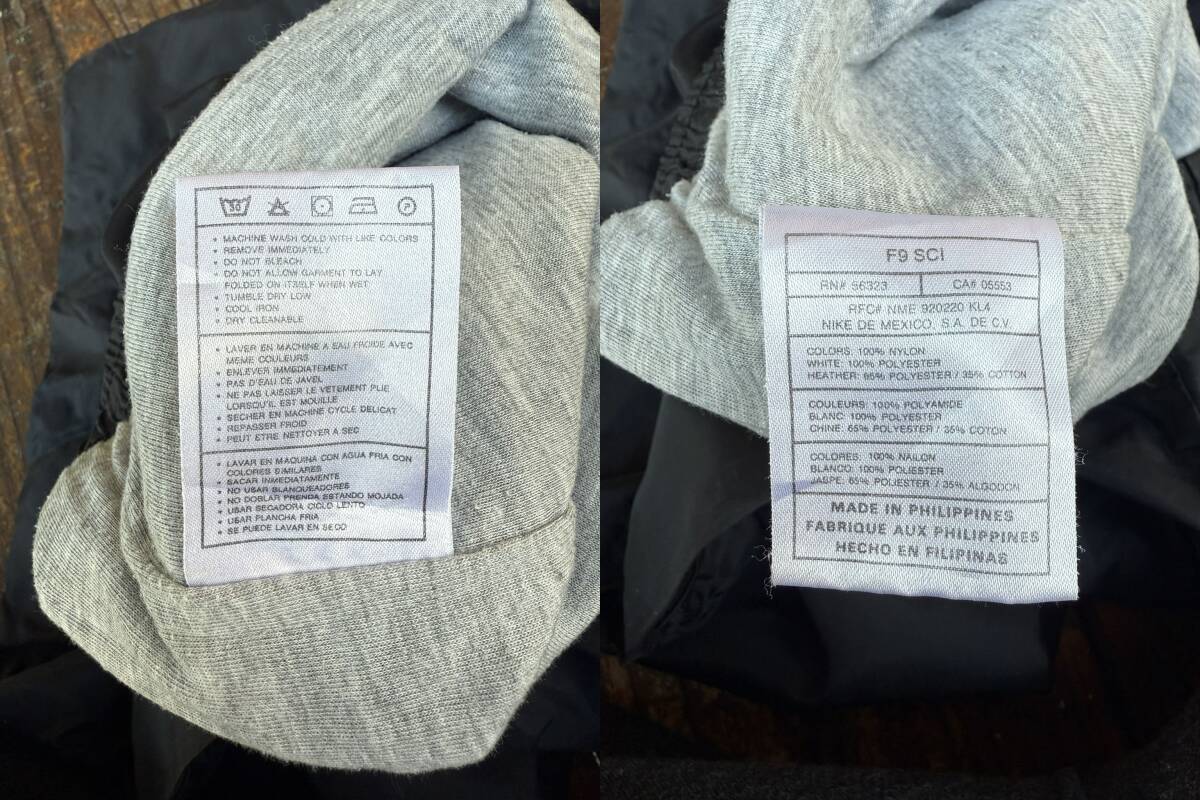 30
P
• MACHINE WASH COLD WITH LIKE COLORS
• REMOVE IMMEDIATELY
• DO NOT BLEACH
• DO NOT ALLOW GARMENT TO LAY
FOLDED ON ITSELF WHEN WET
• TUMBLE DRY LOW
• COOL IRON
• DRY CLEANABLE
• LAVER EN MACHINE A EAU FROIDE AVEC
MEME COULEURS
• ENLEVER IMMEDIATEMENT
• PAS D'EAU DE JAVEL
• NE PAS LAISSER LE VETEMENT PLIE
LORSQU'IL EST MOUILLE
• SECHER EN MACHINE CYCLE DELICAT
• REPASSER FROID
• PEUT ETRE NETTOYER A SEC
• LAVAR EN MAQUINA CON AGUA FRIA CON
COLORES SIMILARES
• SACAR INMEDIATAMENTE
• NO USAR BLANQUEADORES
• NO DOBLAR PRENDA ESTANDO MOJADA
• USAR SECADORA CICLO LENTO
• USAR PLANCHA FRIA
• SE PUEDE LAVAR EN SECO
F9 SCI
RN# 56323 CA# 05553
RFC# NME 920220 KL4
NIKE DE MEXICO, S.A. DE C.V.
COLORS: 100% NYLON
WHITE: 100% POLYESTER
HEATHER: 65% POLYESTER / 35% COTTON
COULEURS: 100% POLYAMIDE
BLANC: 100% POLYESTER
CHINE: 65% POLYESTER / 35% COTON
COLORES: 100% NAILON
BLANCO: 100% POLIESTER
JASPE: 65% POLIESTER / 35% ALGODON
MADE IN PHILIPPINES
FABRIQUE AUX PHILIPPINES
HECHO EN FILIPINAS